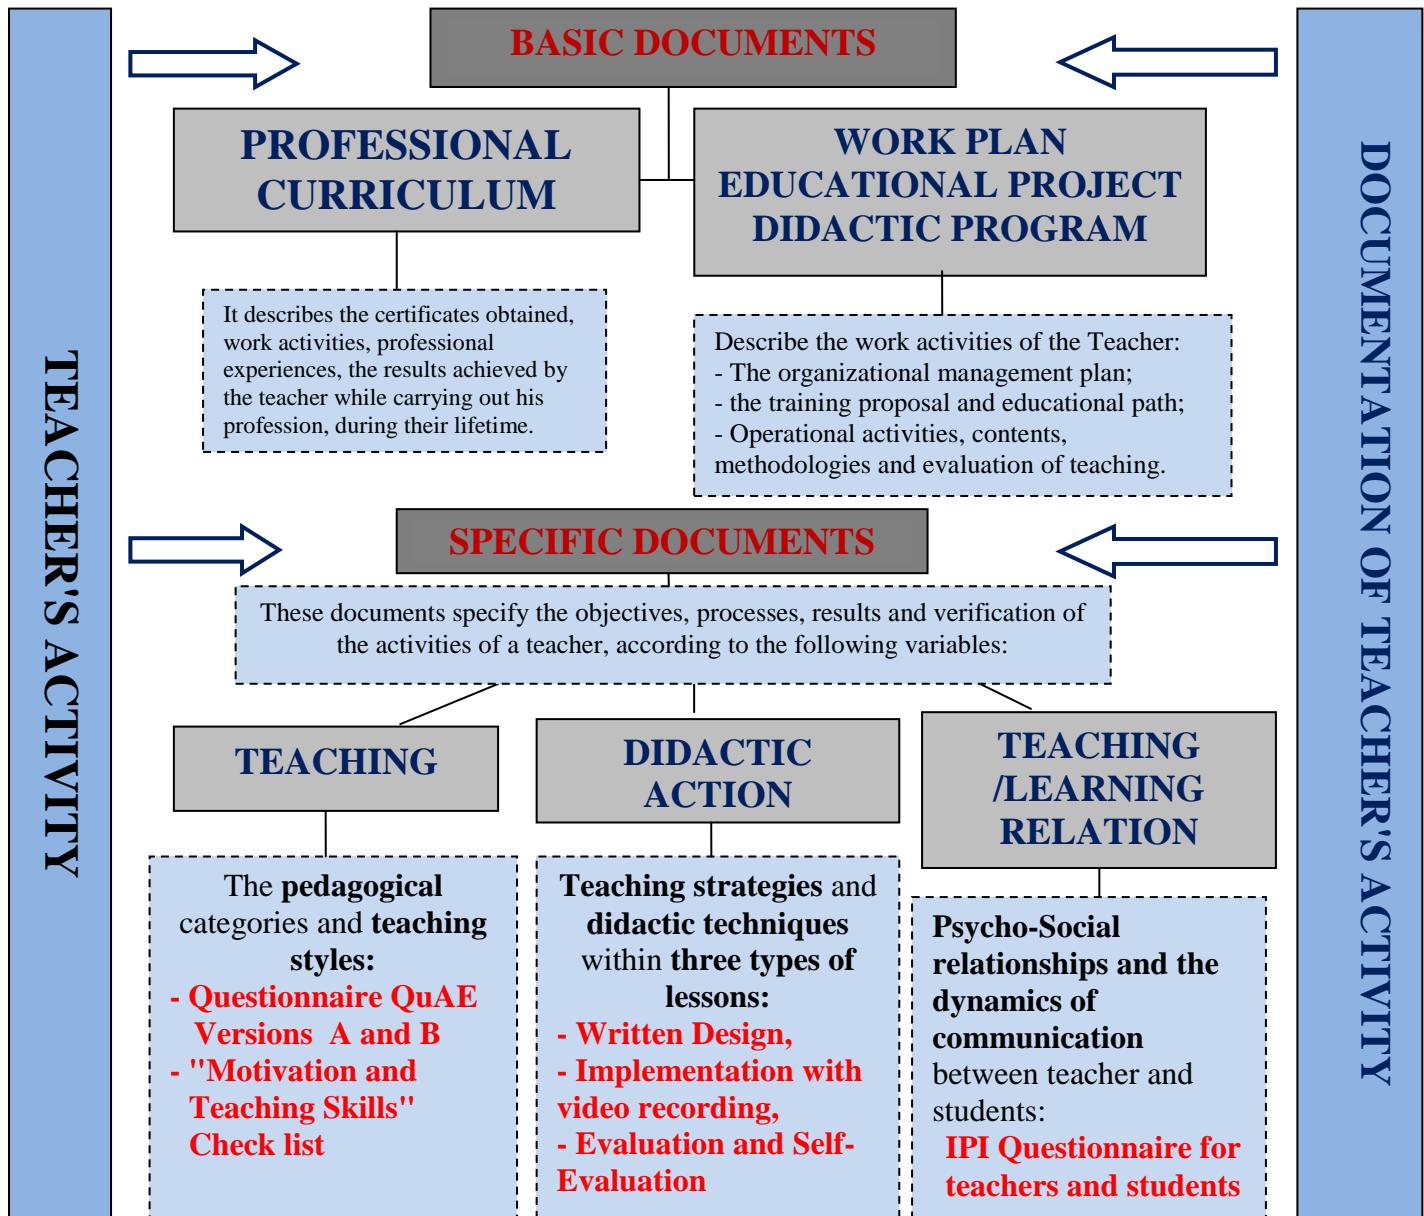 BASIC DOCUMENTS
PROFESSIONAL
CURRICULUM
WORK PLAN
EDUCATIONAL PROJECT
DIDACTIC PROGRAM
It describes the certificates obtained,
work activities, professional
experiences, the results achieved by
the teacher while carrying out his
profession, during their lifetime.
Describe the work activities of the Teacher:
- The organizational management plan;
- the training proposal and educational path;
- Operational activities, contents,
methodologies and evaluation of teaching.
TEACHER'S ACTIVITY
DOCUMENTATION OF TEACHER'S ACTIVITY
SPECIFIC DOCUMENTS
These documents specify the objectives, processes, results and verification of
the activities of a teacher, according to the following variables:
TEACHING
DIDACTIC
ACTION
TEACHING
/LEARNING
RELATION
The pedagogical
categories and teaching
styles:
- Questionnaire QuAE
Versions A and B
- "Motivation and
Teaching Skills"
Check list
Teaching strategies and
didactic techniques
within three types of
lessons:
- Written Design,
- Implementation with
video recording,
- Evaluation and Self-
Evaluation
Psycho-Social
relationships and the
dynamics of
communication
between teacher and
students:
IPI Questionnaire for
teachers and students